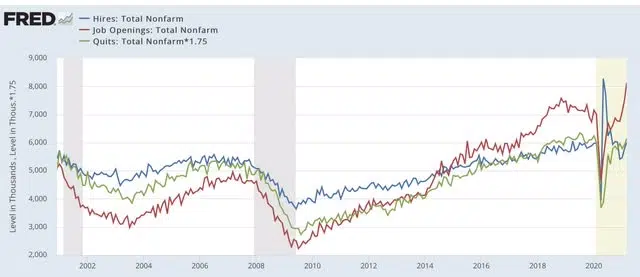 FRED
Hires: Total Nonfarm
Job Openings: Total Nonfarm
Quits: Total Nonfarm*1.75
Level in Thousands , Level in Thous.*1.75
9,000
8,000
7,000
6,000
5,000
4,000
3,000
2,000
2002 2004 2006 2008 2010 2012 2014 2016 2018 2020